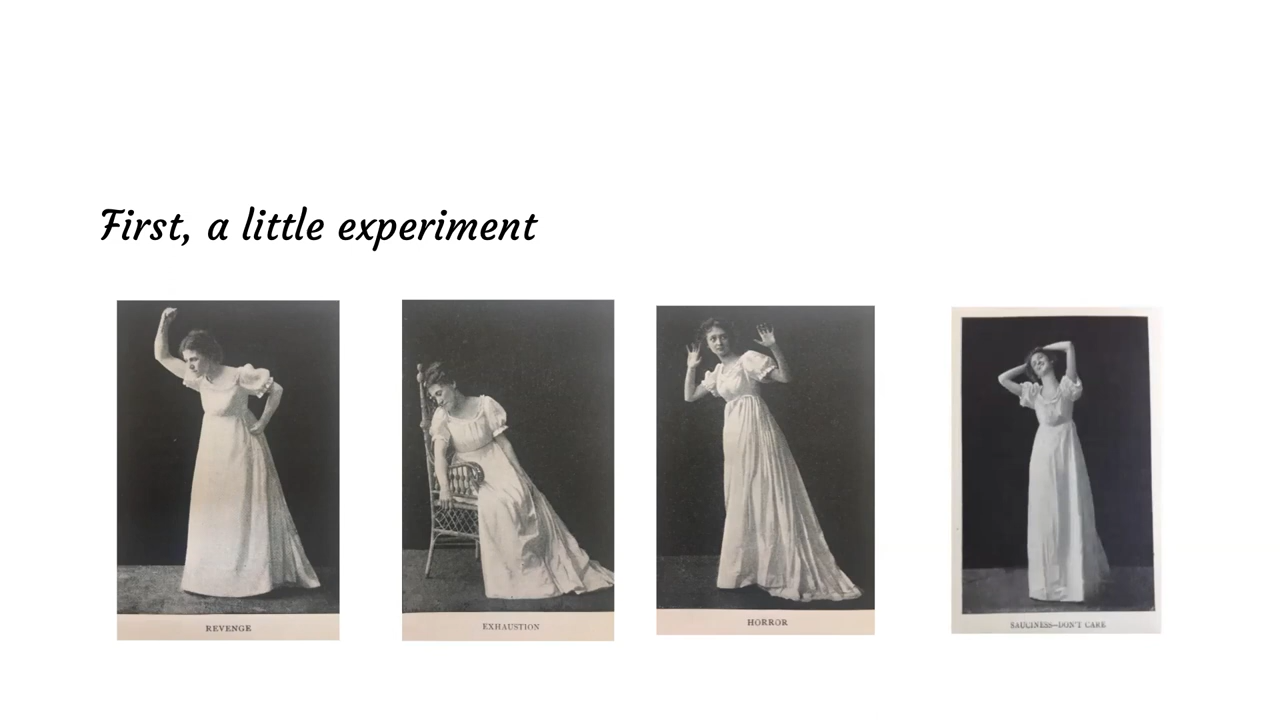 First, a little experiment
REVENGE
EXHAUSTION
HORROR
SAUCINESS—DON'T CARE